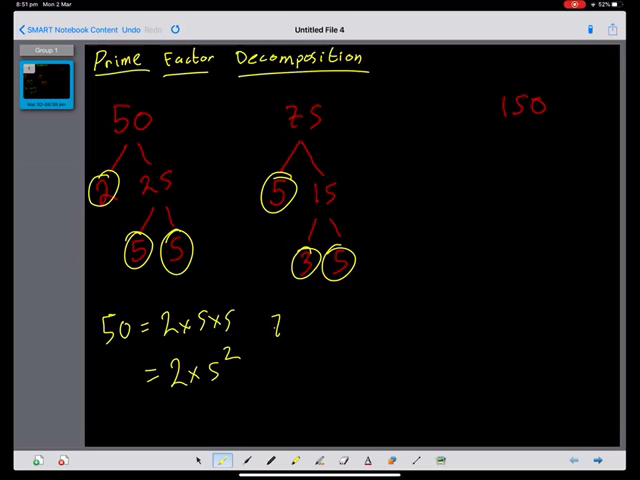 8:51 pm Mon 2 Mar
52%
SMART Notebook Content Undo Redo
Untitled File 4
Group 1
Prime Factor Decomposition
50 75 150
2 25 5 15
5 5 3 5
50 = 2 x 5 x 5
= 2 x 5²